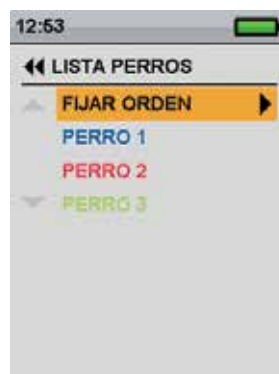 12:53
LISTA PERROS
FIJAR ORDEN
PERRO 1
PERRO 2
PERRO 3